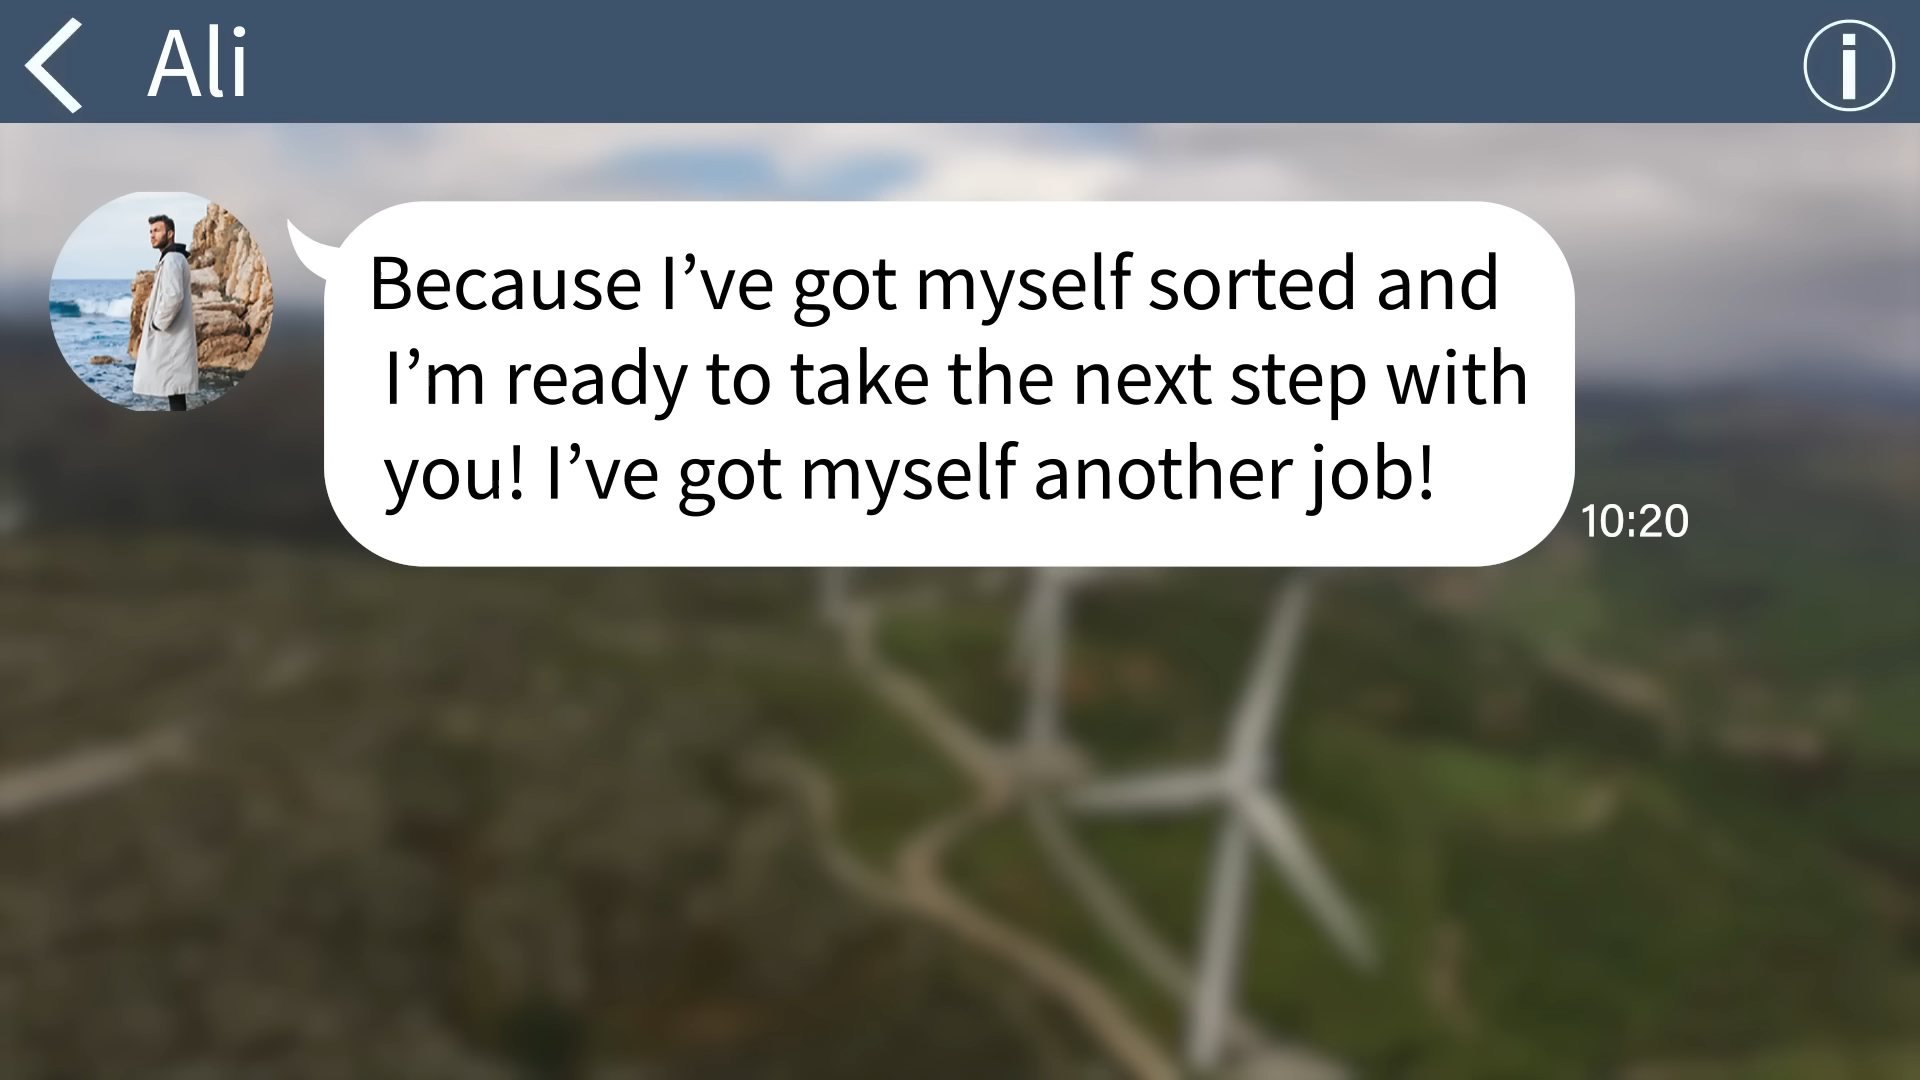 Ali
Because I’ve got myself sorted and
I’m ready to take the next step with
you! I’ve got myself another job!
10:20